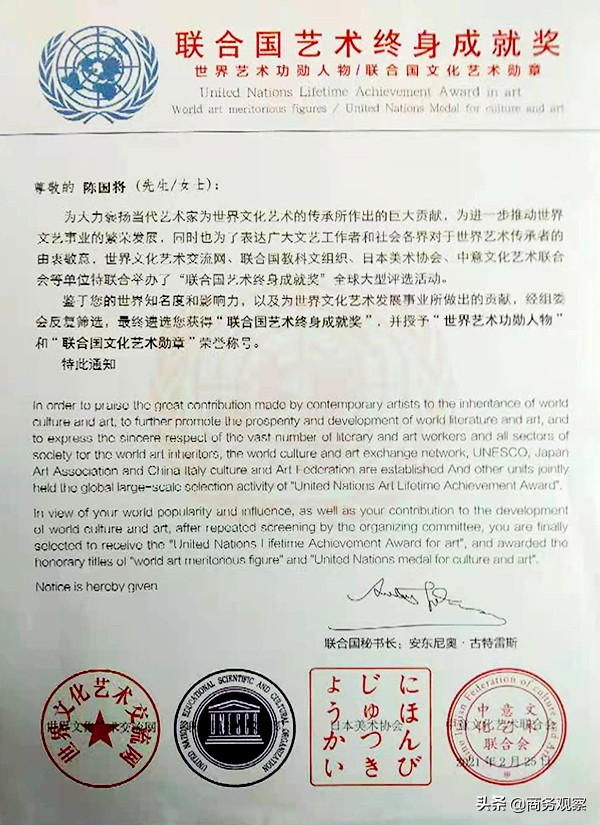 联合国艺术终身成就奖
世界艺术功勋人物/联合国文化艺术勋章
United Nations Lifetime Achievement Award in art
World art meritorious figures / United Nations Medal for culture and art
尊敬的 陈国将 (先生/女士):
为大力褒扬当代艺术家为世界文化艺术的传承所作出的巨大贡献，为进一步推动世界
文艺事业的繁荣发展，同时也为了表达广大文艺工作者和社会各界对于世界艺术传承者的
由衷敬意，世界文化艺术交流网、联合国教科文组织、日本美术协会、中意文化艺术联合
会等单位特联合举办了“联合国艺术终身成就奖”全球大型评选活动。
鉴于您的世界知名度和影响力，以及为世界文化艺术发展事业所做出的贡献，经组委
会反复筛选，最终遴选您获得“联合国艺术终身成就奖”，并授予“世界艺术功勋人物”
和“联合国文化艺术勋章”荣誉称号。
特此通知
In order to praise the great contribution made by contemporary artists to the inheritance of world
culture and art, to further promote the prosperity and development of world literature and art, and
to express the sincere respect of the vast number of literary and art workers and all sectors of
society for the world art inheritors, the world culture and art exchange network, UNESCO, Japan
Art Association and China Italy culture and Art Federation are established And other units jointly
held the global large-scale selection activity of "United Nations Art Lifetime Achievement Award".
In view of your world popularity and influence, as well as your contribution to the development
of world culture and art, after repeated screening by the organizing committee, you are finally
selected to receive the "United Nations Lifetime Achievement Award for art", and awarded the
honorary titles of "world art meritorious figure" and "United Nations medal for culture and art".
Notice is hereby given
联合国秘书长：安东尼奥·古特雷斯
世界文化艺术交流网
UNITED NATIONS EDUCATIONAL SCIENTIFIC AND CULTURAL ORGANIZATION
UNESCO
にほんび
じゅつき
ょうかい
日本美术协会
中意文化艺术联合会
2021年2月25日
头条 @商务观察